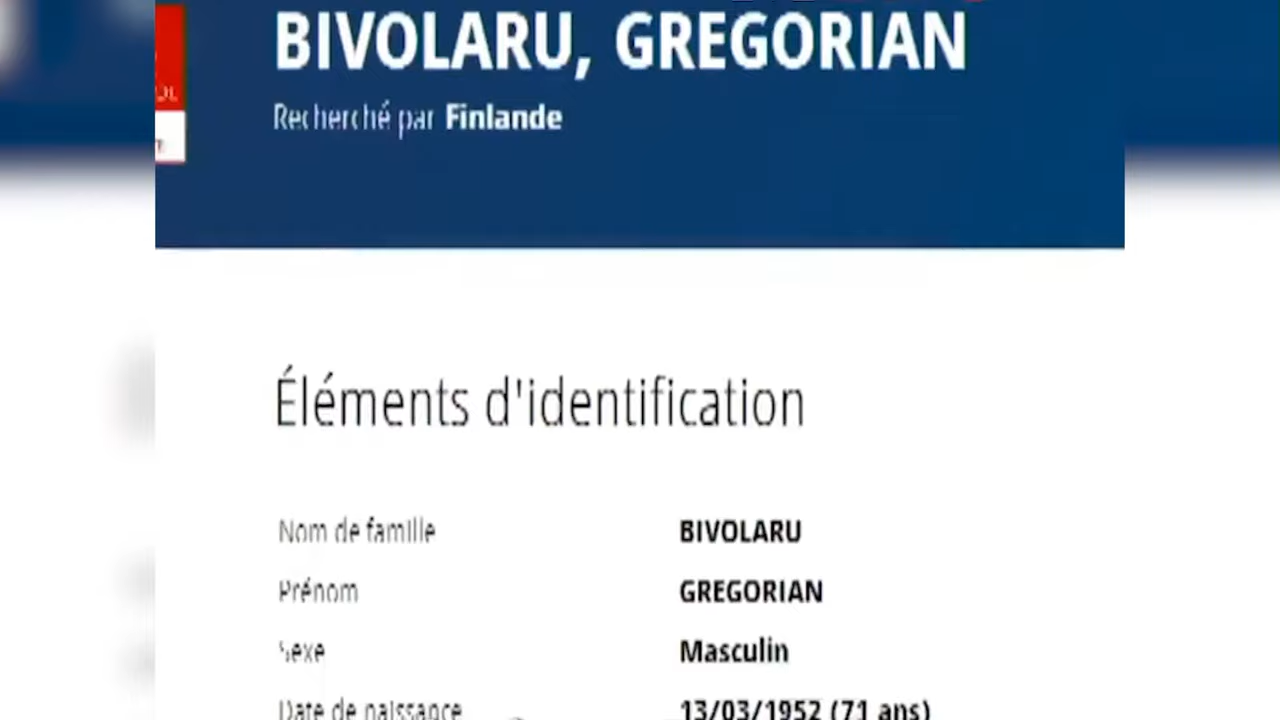 BIVOLARU, GREGORIAN
Recherché par Finlande
Éléments d'identification
Nom de famille BIVOLARU
Prénom GREGORIAN
Sexe Masculin
Date de naissance 13/03/1952 (71 ans)